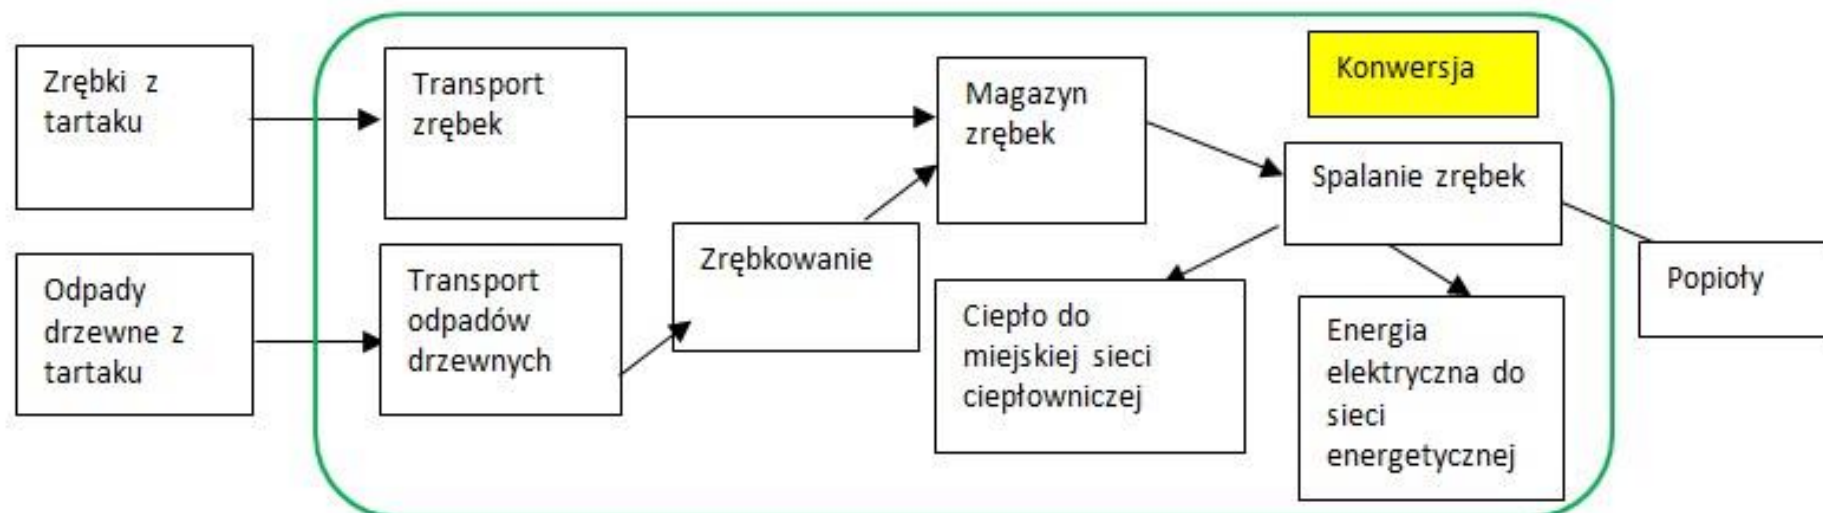 Zrębki z
tartaku
Transport
zrębek
Magazyn
zrębek
Konwersja
Spalanie zrębek
Odpady
drzewne z
tartaku
Transport
odpadów
drzewnych
Zrębkowanie
Ciepło do
miejskiej sieci
ciepłowniczej
Energia
elektryczna do
sieci
energetycznej
Popioły